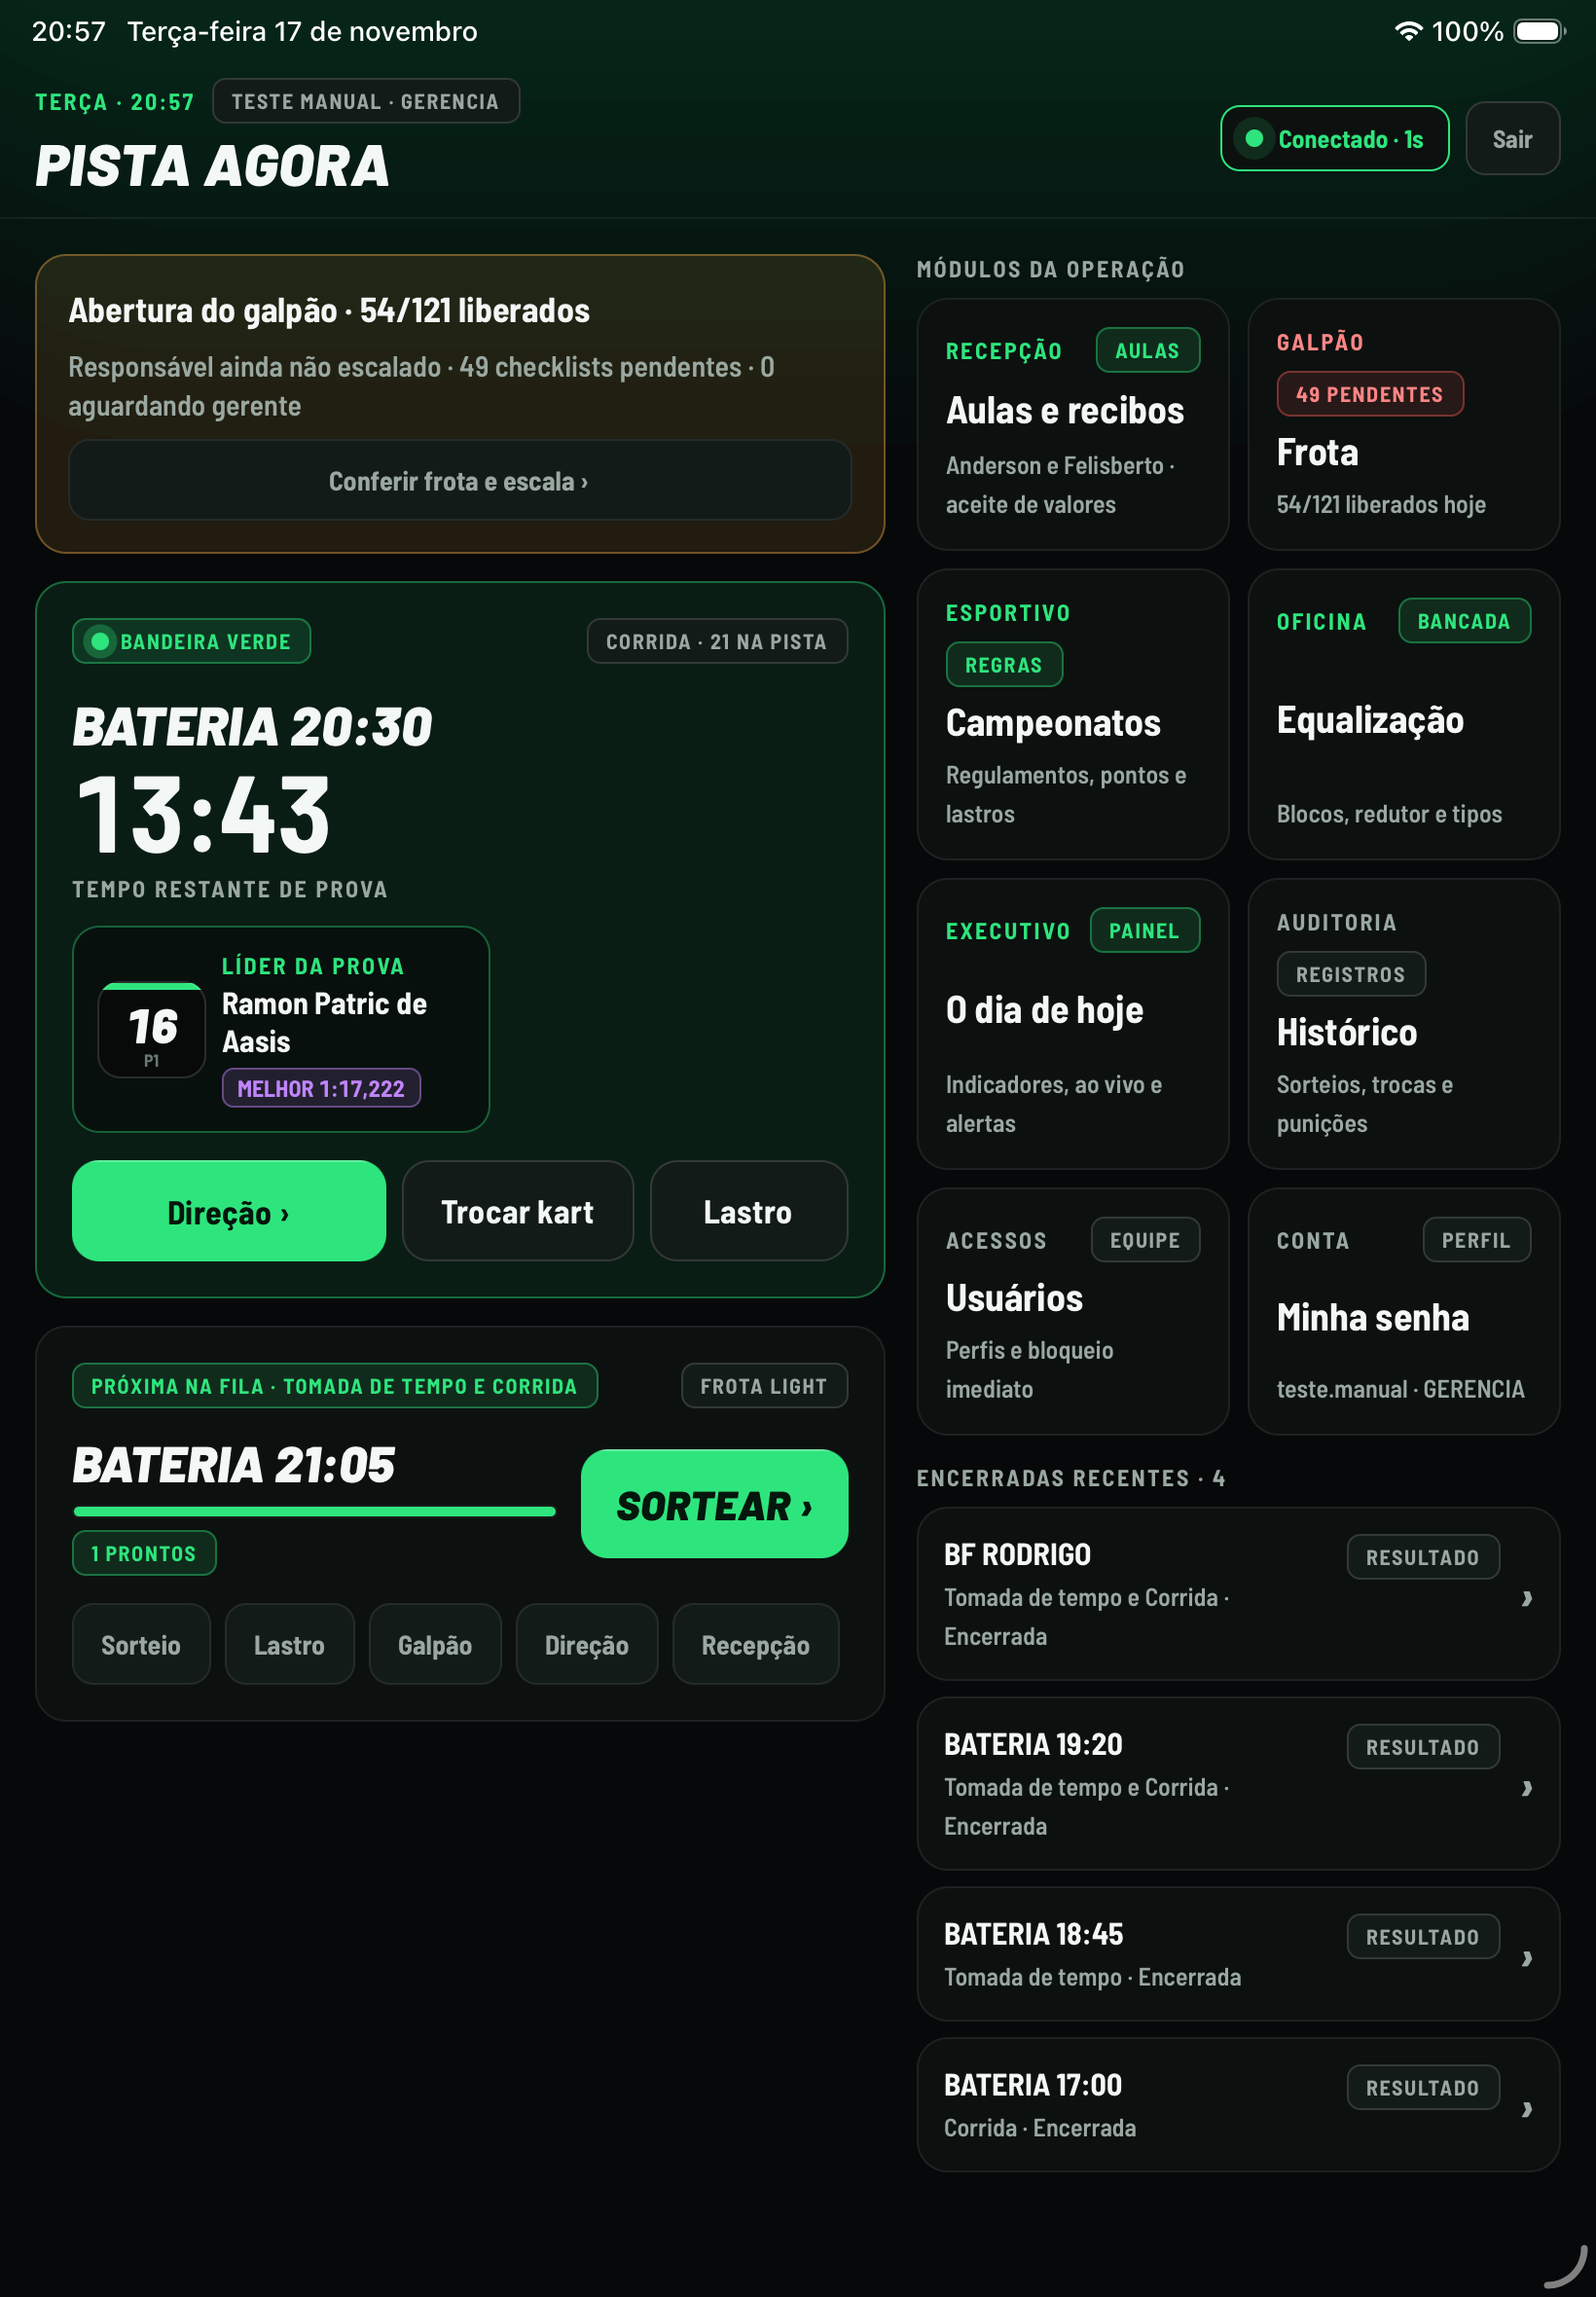 20:57 Terça-feira 17 de novembro
100%
TERÇA · 20:57
TESTE MANUAL · GERENCIA
PISTA AGORA
Conectado · 1s
Sair
Abertura do galpão · 54/121 liberados
Responsável ainda não escalado · 49 checklists pendentes · 0
aguardando gerente
Conferir frota e escala ›
BANDEIRA VERDE
CORRIDA · 21 NA PISTA
BATERIA 20:30
13:43
TEMPO RESTANTE DE PROVA
16
P1
LÍDER DA PROVA
Ramon Patric de
Aasis
MELHOR 1:17,222
Direção ›
Trocar kart
Lastro
PRÓXIMA NA FILA · TOMADA DE TEMPO E CORRIDA
FROTA LIGHT
BATERIA 21:05
SORTEAR ›
1 PRONTOS
Sorteio
Lastro
Galpão
Direção
Recepção
MÓDULOS DA OPERAÇÃO
RECEPÇÃO
AULAS
Aulas e recibos
Anderson e Felisberto ·
aceite de valores
GALPÃO
49 PENDENTES
Frota
54/121 liberados hoje
ESPORTIVO
REGRAS
Campeonatos
Regulamentos, pontos e
lastros
OFICINA
BANCADA
Equalização
Blocos, redutor e tipos
EXECUTIVO
PAINEL
O dia de hoje
Indicadores, ao vivo e
alertas
AUDITORIA
REGISTROS
Histórico
Sorteios, trocas e
punições
ACESSOS
EQUIPE
Usuários
Perfis e bloqueio
imediato
CONTA
PERFIL
Minha senha
teste.manual · GERENCIA
ENCERRADAS RECENTES · 4
BF RODRIGO
RESULTADO
Tomada de tempo e Corrida ·
Encerrada
›
BATERIA 19:20
RESULTADO
Tomada de tempo e Corrida ·
Encerrada
›
BATERIA 18:45
RESULTADO
Tomada de tempo · Encerrada
›
BATERIA 17:00
RESULTADO
Corrida · Encerrada
›